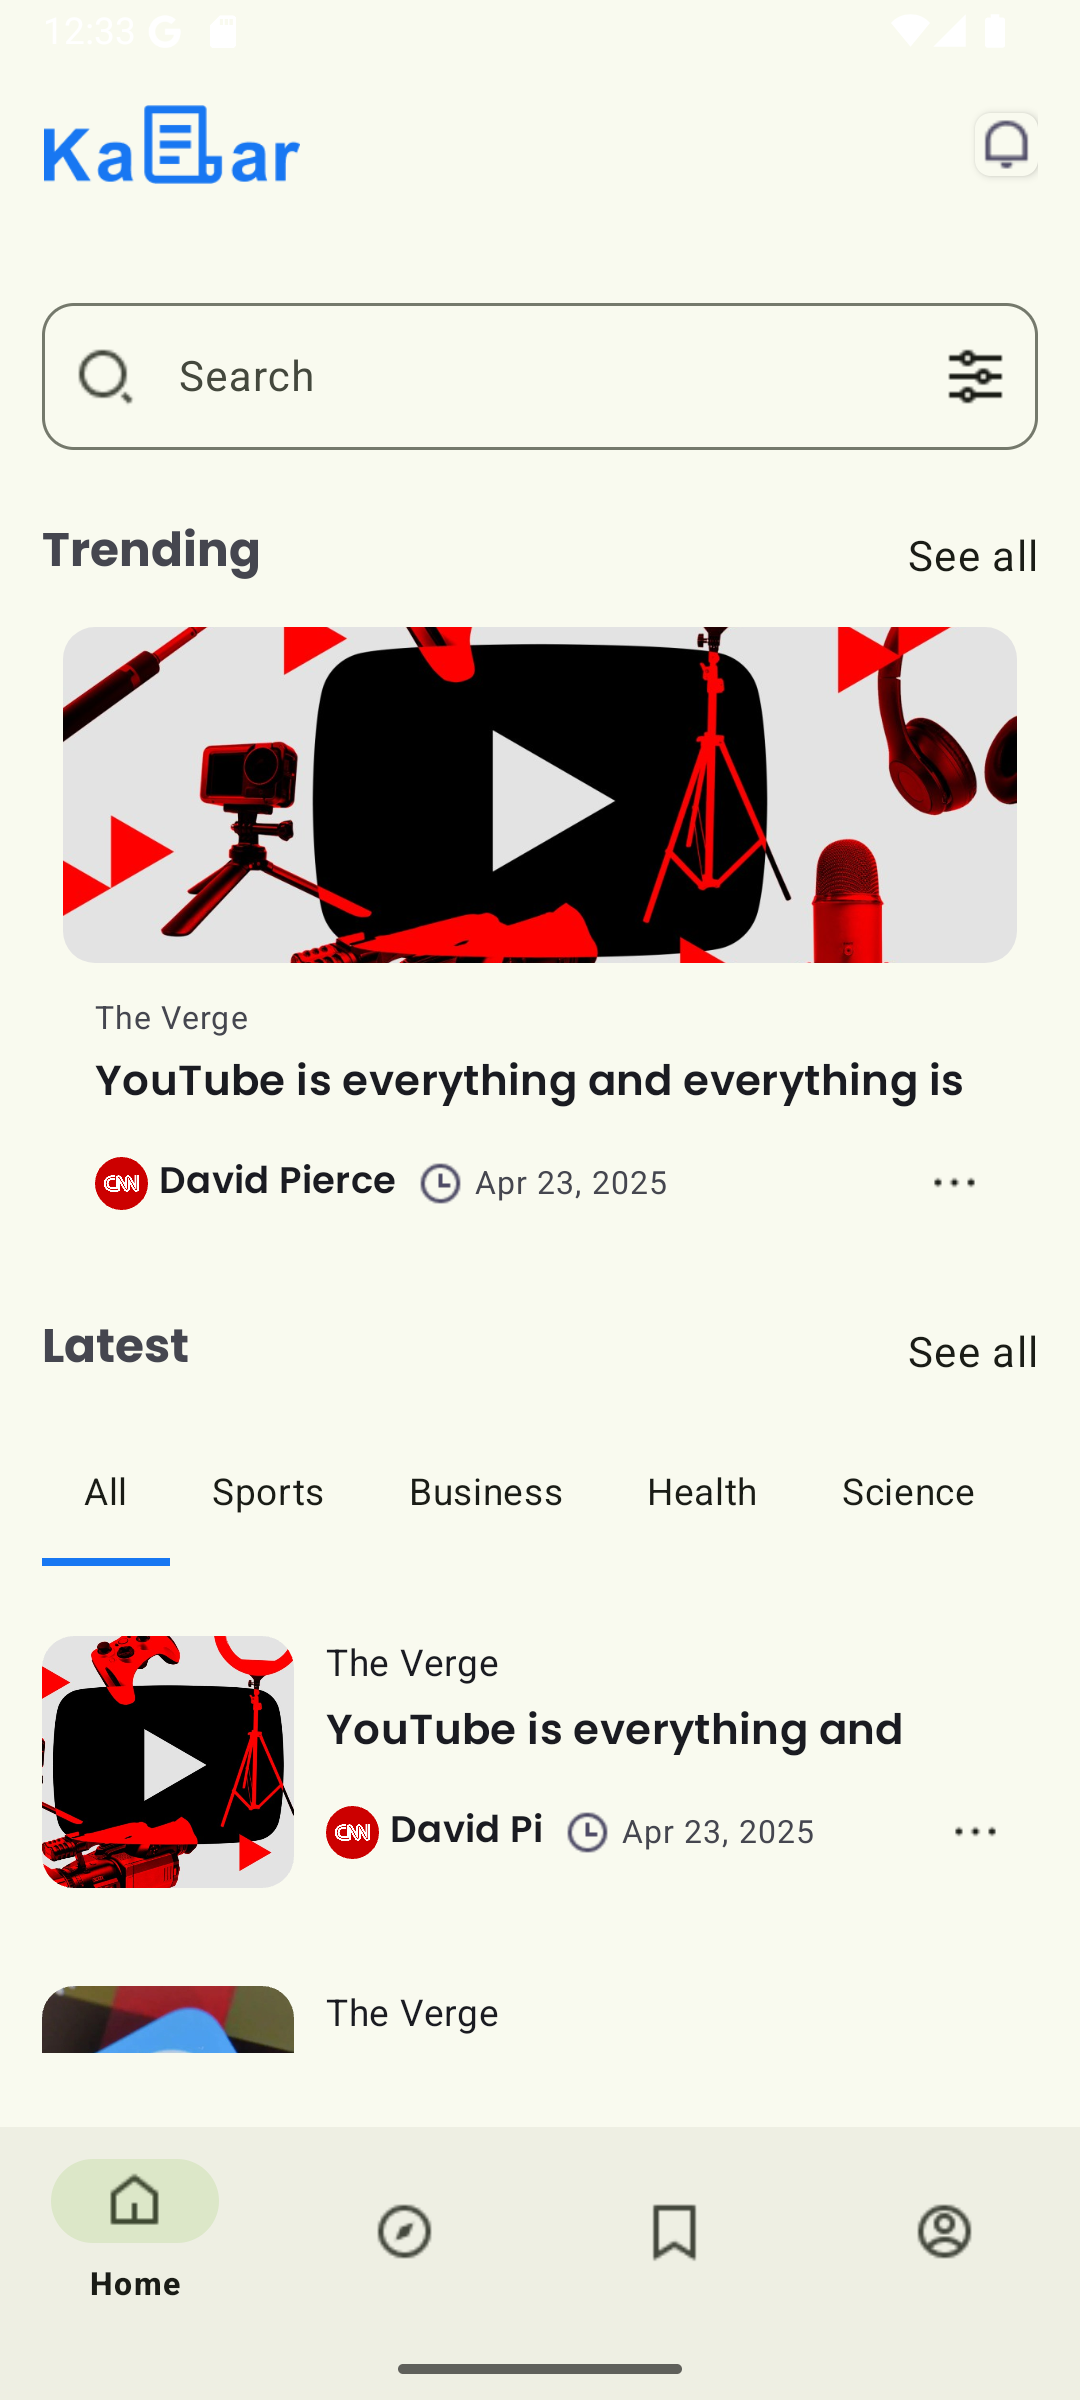 12:33
Ka ar
Search
Trending
See all
The Verge
YouTube is everything and everything is
CNN David Pierce Apr 23, 2025
Latest
See all
All Sports Business Health Science
The Verge
YouTube is everything and
CNN David Pi Apr 23, 2025
The Verge
Home